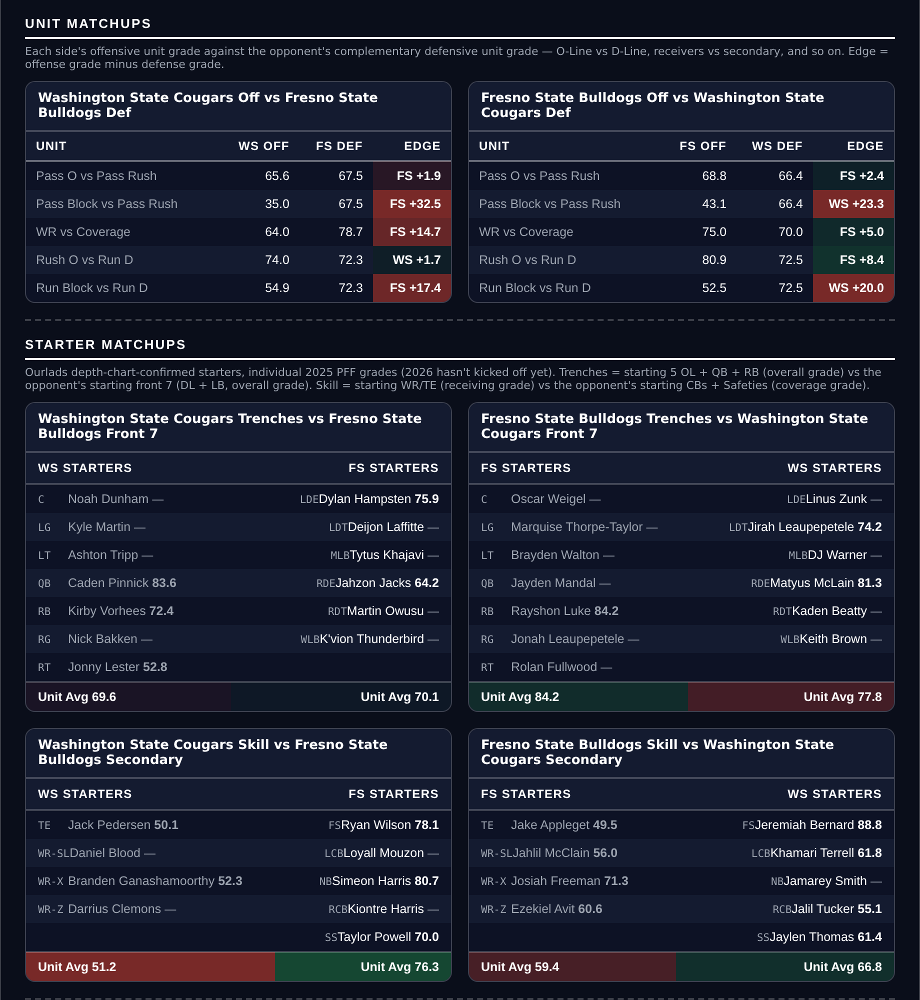 UNIT MATCHUPS
Each side's offensive unit grade against the opponent's complementary defensive unit grade — O-Line vs D-Line, receivers vs secondary, and so on. Edge =
offense grade minus defense grade.
Washington State Cougars Off vs Fresno State
Bulldogs Def
UNIT WS OFF FS DEF EDGE
Pass O vs Pass Rush 65.6 67.5 FS +1.9
Pass Block vs Pass Rush 35.0 67.5 FS +32.5
WR vs Coverage 64.0 78.7 FS +14.7
Rush O vs Run D 74.0 72.3 WS +1.7
Run Block vs Run D 54.9 72.3 FS +17.4
Fresno State Bulldogs Off vs Washington State
Cougars Def
UNIT FS OFF WS DEF EDGE
Pass O vs Pass Rush 68.8 66.4 FS +2.4
Pass Block vs Pass Rush 43.1 66.4 WS +23.3
WR vs Coverage 75.0 70.0 FS +5.0
Rush O vs Run D 80.9 72.5 FS +8.4
Run Block vs Run D 52.5 72.5 WS +20.0
STARTER MATCHUPS
Ourlads depth-chart-confirmed starters, individual 2025 PFF grades (2026 hasn't kicked off yet). Trenches = starting 5 OL + QB + RB (overall grade) vs the
opponent's starting front 7 (DL + LB, overall grade). Skill = starting WR/TE (receiving grade) vs the opponent's starting CBs + Safeties (coverage grade).
Washington State Cougars Trenches vs Fresno State
Bulldogs Front 7
WS STARTERS FS STARTERS
C Noah Dunham — LDEDylan Hampsten 75.9
LG Kyle Martin — LDTDeijon Laffitte —
LT Ashton Tripp — MLBTytus Khajavi —
QB Caden Pinnick 83.6 RDEJahzon Jacks 64.2
RB Kirby Vorhees 72.4 RDTMartin Owusu —
RG Nick Bakken — WLBK'vion Thunderbird —
RT Jonny Lester 52.8
Unit Avg 69.6 Unit Avg 70.1
Fresno State Bulldogs Trenches vs Washington State
Cougars Front 7
FS STARTERS WS STARTERS
C Oscar Weigel — LDELinus Zunk —
LG Marquise Thorpe-Taylor — LDTJirah Leaupepetele 74.2
LT Brayden Walton — MLBDJ Warner —
QB Jayden Mandal — RDEMatyus McLain 81.3
RB Rayshon Luke 84.2 RDTKaden Beatty —
RG Jonah Leaupepetele — WLBKeith Brown —
RT Rolan Fullwood —
Unit Avg 84.2 Unit Avg 77.8
Washington State Cougars Skill vs Fresno State
Bulldogs Secondary
WS STARTERS FS STARTERS
TE Jack Pedersen 50.1 FSRyan Wilson 78.1
WR-SLDaniel Blood — LCBLoyall Mouzon —
WR-X Branden Ganashamoorthy 52.3 NBSimeon Harris 80.7
WR-Z Darrius Clemons — RCBKiontre Harris —
SSTaylor Powell 70.0
Unit Avg 51.2 Unit Avg 76.3
Fresno State Bulldogs Skill vs Washington State
Cougars Secondary
FS STARTERS WS STARTERS
TE Jake Appleget 49.5 FSJeremiah Bernard 88.8
WR-SLJahlil McClain 56.0 LCBKhamari Terrell 61.8
WR-X Josiah Freeman 71.3 NBJamarey Smith —
WR-Z Ezekiel Avit 60.6 RCBJalil Tucker 55.1
SSJaylen Thomas 61.4
Unit Avg 59.4 Unit Avg 66.8